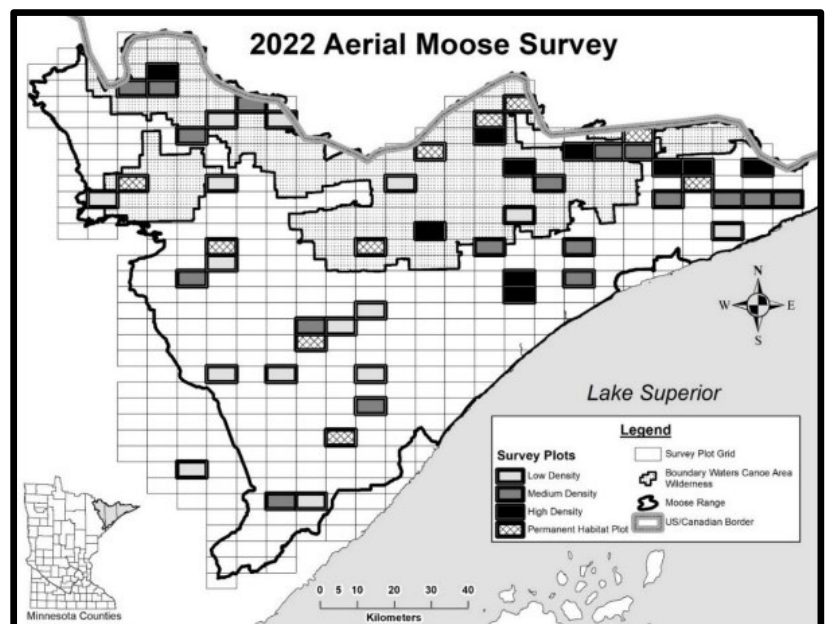 2022 Aerial Moose Survey
N
W
E
S
Lake Superior
Legend
Survey Plots
Low Density
Medium Density
High Density
Permanent Habitat Plot
Survey Plot Grid
Boundary Waters Canoe Area
Wilderness
Moose Range
US/Canadian Border
0 5 10 20 30 40
Kilometers
Minnesota Counties